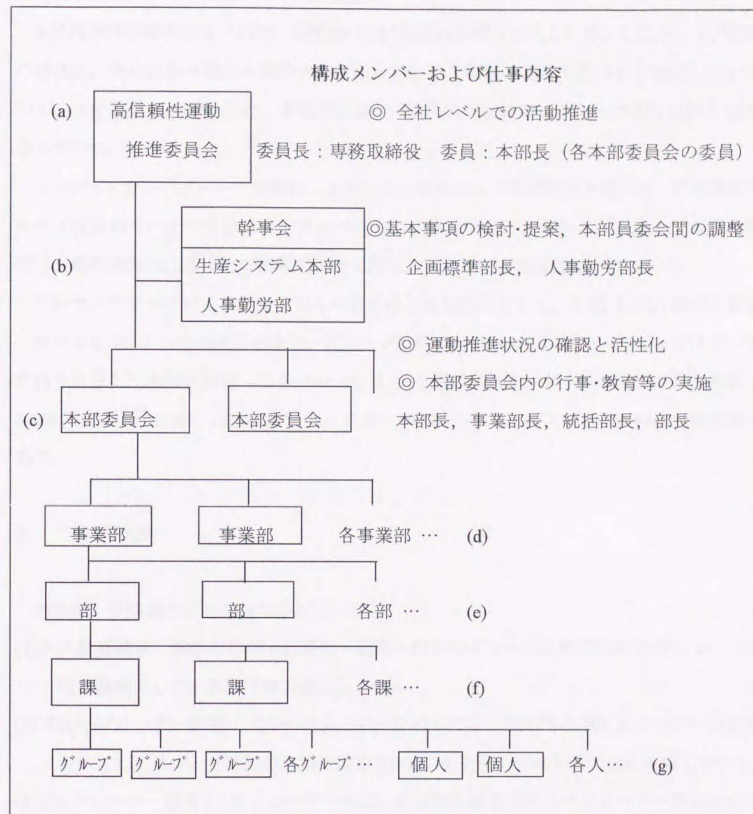 構成メンバーおよび仕事内容
(a) 高信頼性運動 ◎ 全社レベルでの活動推進
推進委員会 委員長:専務取締役 委員:本部長(各本部委員会の委員)
幹事会 ◎基本事項の検討・提案,本部員委会間の調整
(b) 生産システム本部 企画標準部長,人事勤労部長
人事勤労部
◎ 運動推進状況の確認と活性化
◎ 本部委員会内の行事・教育等の実施
(c) 本部委員会 本部委員会 本部長,事業部長,統括部長,部長
事業部 事業部 各事業部 … (d)
部 部 各部 … (e)
課 課 各課 … (f)
グループ グループ グループ 各グループ・ 個人 個人 各人・・ (g)